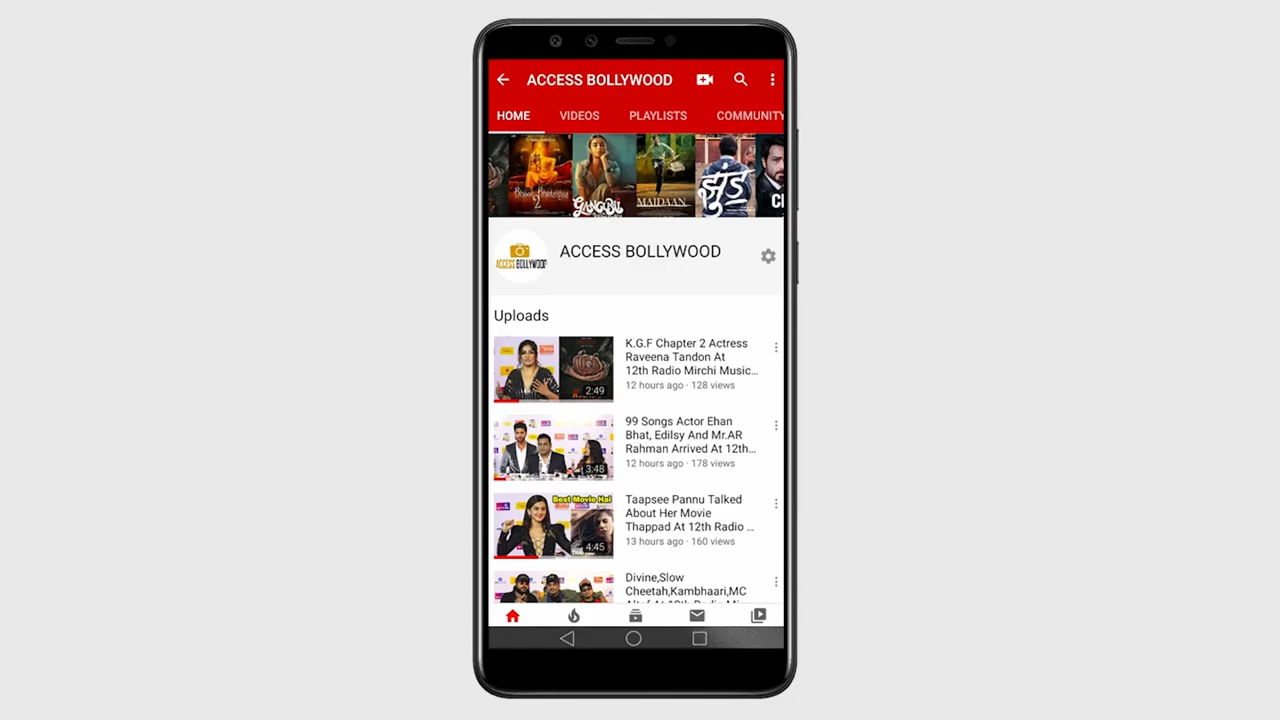 ACCESS BOLLYWOOD
HOME VIDEOS PLAYLISTS COMMUNITY
2
MAIDAAN
झुंड
ACCESS BOLLYWOOD
ACCESS BOLLYWOOD
Uploads
K.G.F Chapter 2 Actress
Raveena Tandon At
12th Radio Mirchi Music...
12 hours ago · 128 views
2:49
99 Songs Actor Ehan
Bhat, Edilsy And Mr.AR
Rahman Arrived At 12th...
12 hours ago · 178 views
3:48
Best Movie Hai
Taapsee Pannu Talked
About Her Movie
Thappad At 12th Radio ...
13 hours ago · 160 views
4:45
Divine,Slow
Cheetah,Kambhaari,MC